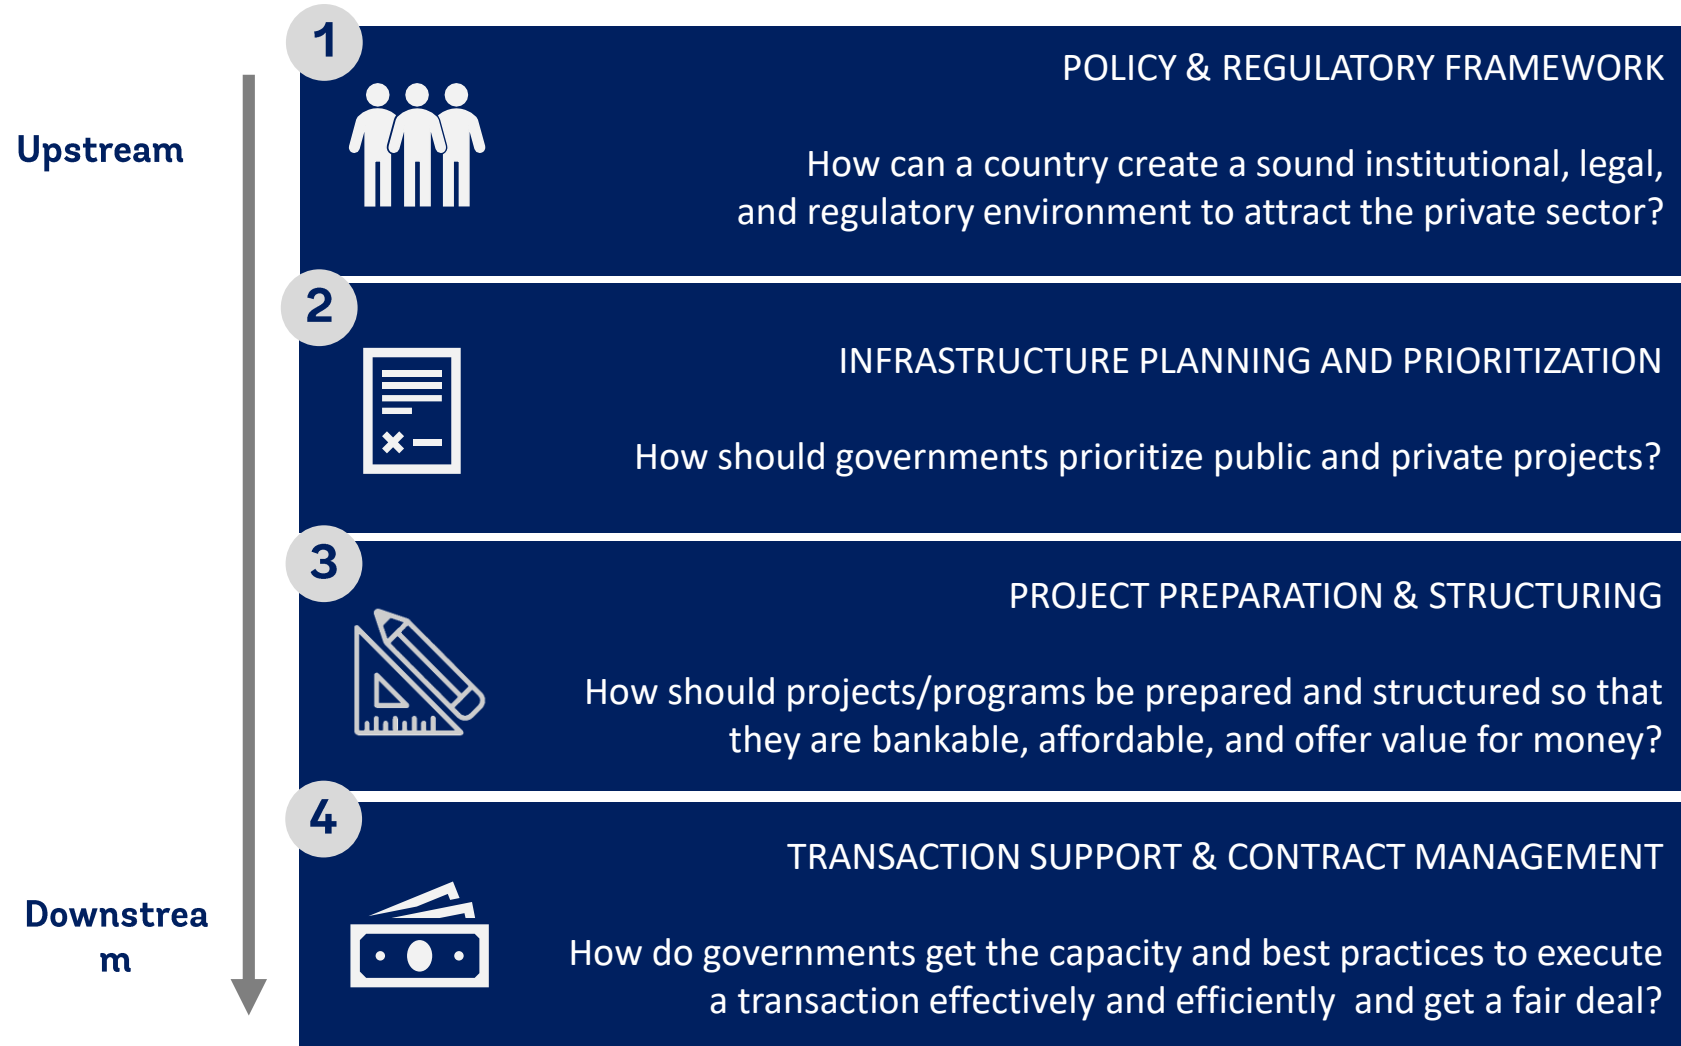 Upstream
1
POLICY & REGULATORY FRAMEWORK
How can a country create a sound institutional, legal,
and regulatory environment to attract the private sector?
2
INFRASTRUCTURE PLANNING AND PRIORITIZATION
How should governments prioritize public and private projects?
3
PROJECT PREPARATION & STRUCTURING
How should projects/programs be prepared and structured so that
they are bankable, affordable, and offer value for money?
Downstrea
m
4
TRANSACTION SUPPORT & CONTRACT MANAGEMENT
How do governments get the capacity and best practices to execute
a transaction effectively and efficiently  and get a fair deal?